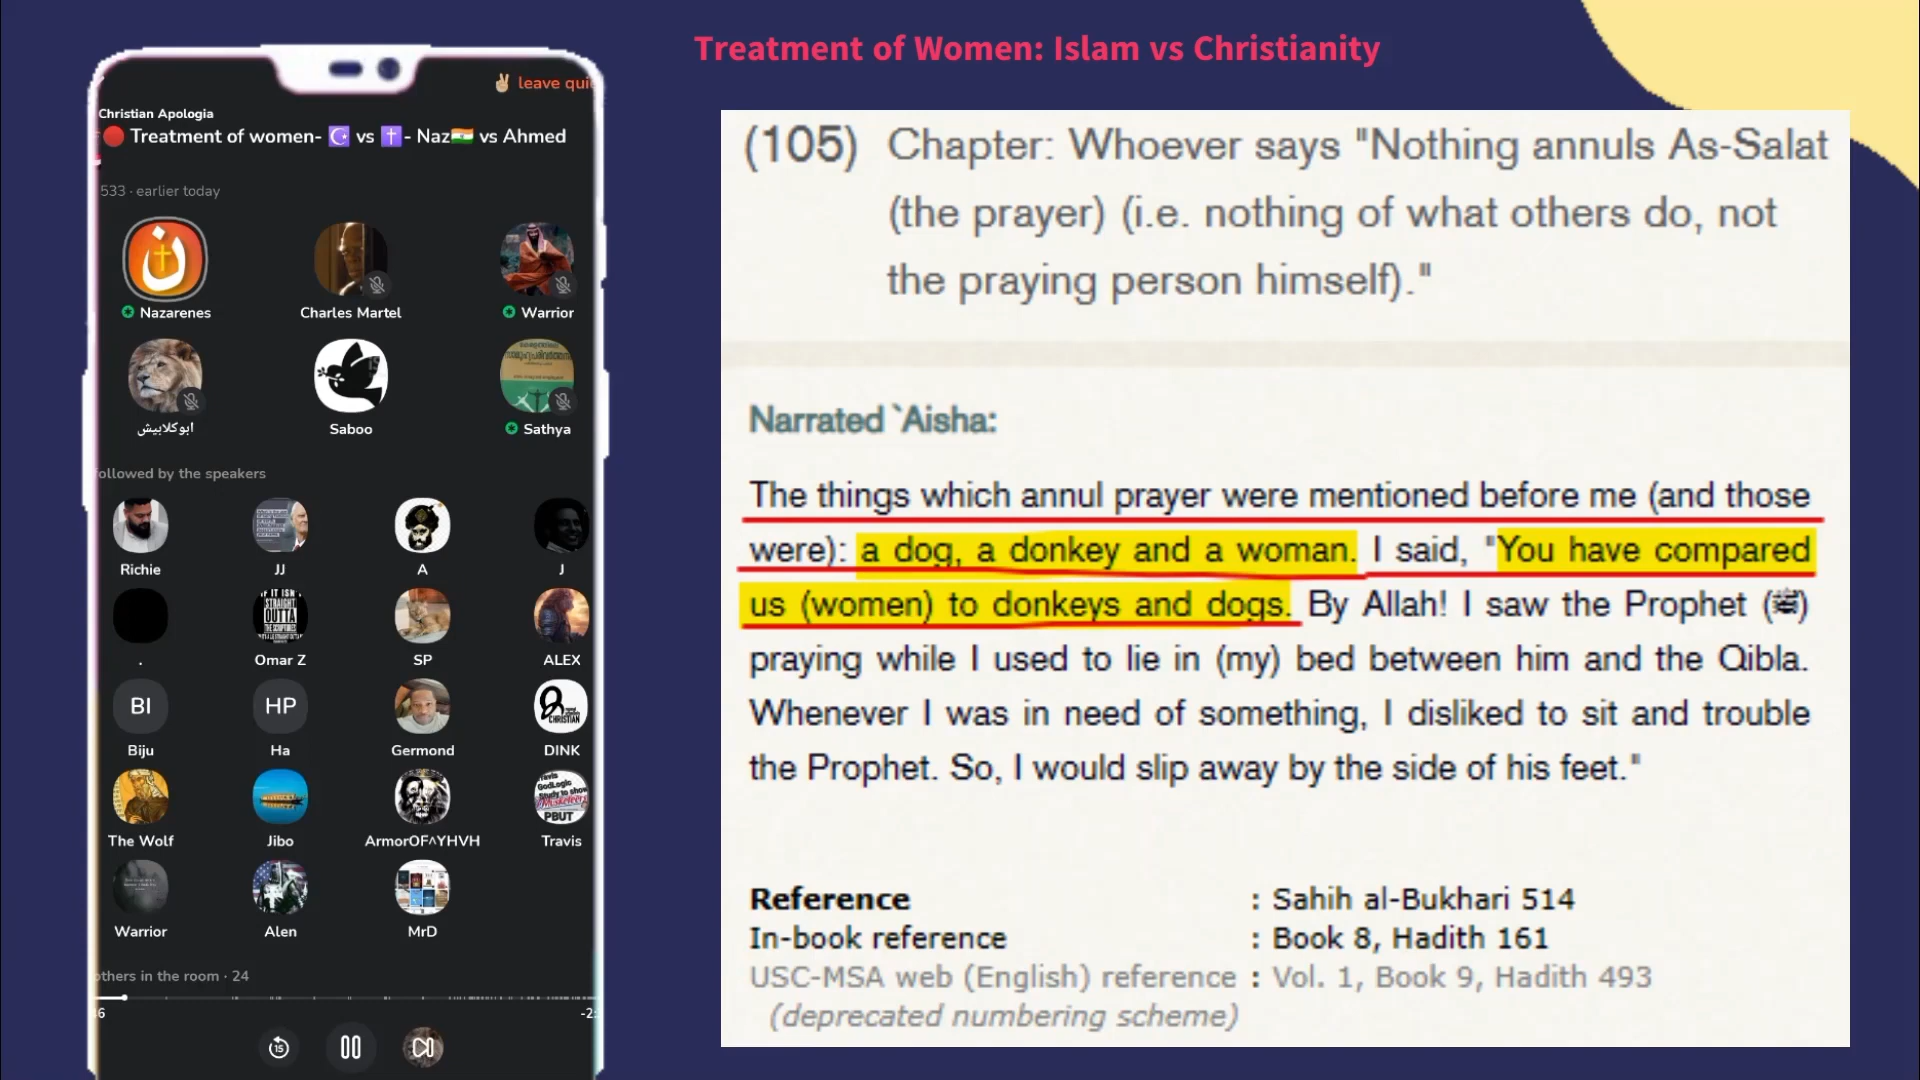 Treatment of Women: Islam vs Christianity
leave qui
Christian Apologia
Treatment of women- ☪ vs ✝- Naz🇮🇳 vs Ahmed
533 · earlier today
Nazarenes
Charles Martel
Warrior
ابوكلابيش
Saboo
Sathya
followed by the speakers
Richie
JJ
A
J
.
Omar Z
SP
ALEX
BI
HP
Biju
Ha
Germond
DINK
The Wolf
Jibo
ArmorOF^YHVH
Travis
Warrior
Alen
MrD
others in the room · 24
46
-2:
15
(105) Chapter: Whoever says "Nothing annuls As-Salat
(the prayer) (i.e. nothing of what others do, not
the praying person himself)."
Narrated `Aisha:
The things which annul prayer were mentioned before me (and those
were): a dog, a donkey and a woman. I said, "You have compared
us (women) to donkeys and dogs. By Allah! I saw the Prophet (ﷺ)
praying while I used to lie in (my) bed between him and the Qibla.
Whenever I was in need of something, I disliked to sit and trouble
the Prophet. So, I would slip away by the side of his feet."
Reference : Sahih al-Bukhari 514
In-book reference : Book 8, Hadith 161
USC-MSA web (English) reference : Vol. 1, Book 9, Hadith 493
(deprecated numbering scheme)